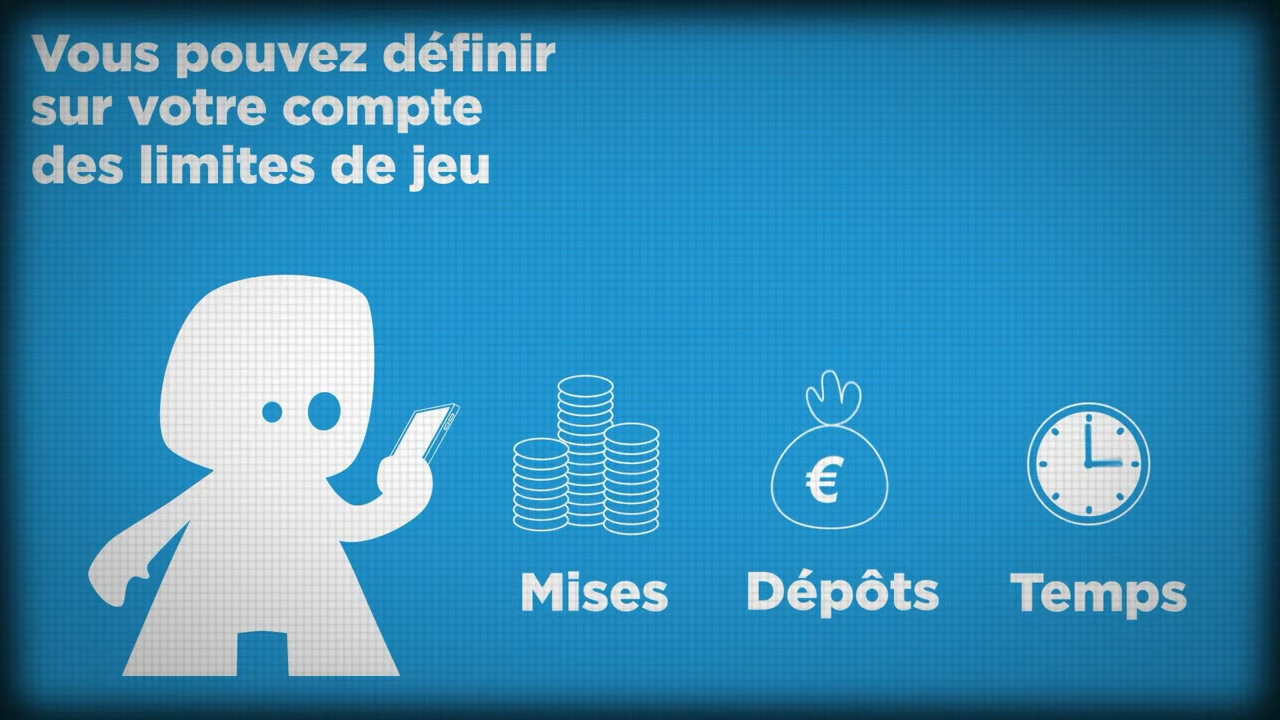 Vous pouvez définir
sur votre compte
des limites de jeu
€
Mises
Dépôts
Temps